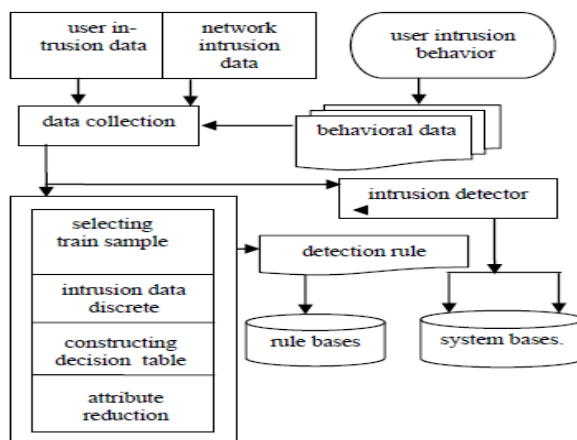 user in-
trusion data
network
intrusion
data
user intrusion
behavior
data collection
behavioral data
intrusion detector
selecting
train sample
detection rule
intrusion data
discrete
constructing
decision table
attribute
reduction
rule bases
system bases.